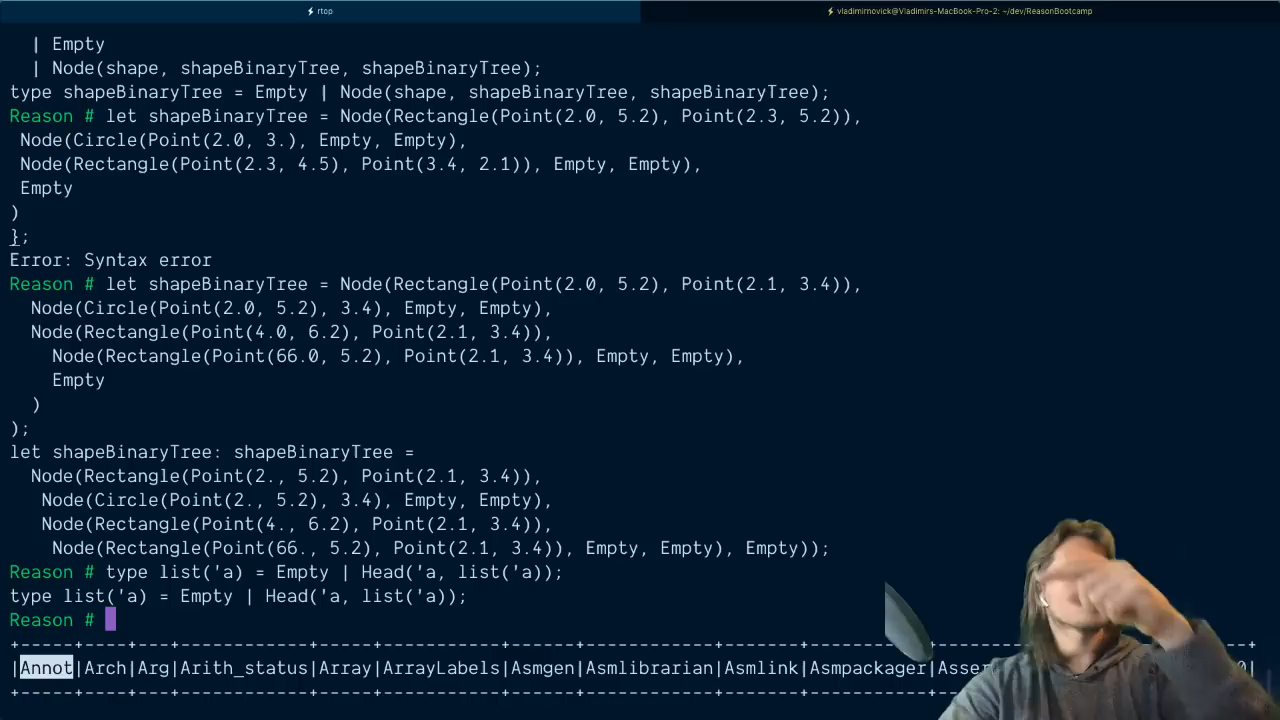 ⚡ rtop
⚡ vladimirnovick@Vladimirs-MacBook-Pro-2: ~/dev/ReasonBootcamp
| Empty
| Node(shape, shapeBinaryTree, shapeBinaryTree);
type shapeBinaryTree = Empty | Node(shape, shapeBinaryTree, shapeBinaryTree);
Reason # let shapeBinaryTree = Node(Rectangle(Point(2.0, 5.2), Point(2.3, 5.2)),
Node(Circle(Point(2.0, 3.), Empty, Empty),
Node(Rectangle(Point(2.3, 4.5), Point(3.4, 2.1)), Empty, Empty),
Empty
)
};
Error: Syntax error
Reason # let shapeBinaryTree = Node(Rectangle(Point(2.0, 5.2), Point(2.1, 3.4)),
Node(Circle(Point(2.0, 5.2), 3.4), Empty, Empty),
Node(Rectangle(Point(4.0, 6.2), Point(2.1, 3.4)),
Node(Rectangle(Point(66.0, 5.2), Point(2.1, 3.4)), Empty, Empty),
Empty
)
);
let shapeBinaryTree: shapeBinaryTree =
Node(Rectangle(Point(2., 5.2), Point(2.1, 3.4)),
Node(Circle(Point(2., 5.2), 3.4), Empty, Empty),
Node(Rectangle(Point(4., 6.2), Point(2.1, 3.4)),
Node(Rectangle(Point(66., 5.2), Point(2.1, 3.4)), Empty, Empty), Empty));
Reason # type list('a) = Empty | Head('a, list('a));
type list('a) = Empty | Head('a, list('a));
Reason #
|Annot|Arch|Arg|Arith_status|Array|ArrayLabels|Asmgen|Asmlibrarian|Asmlink|Asmpackager|